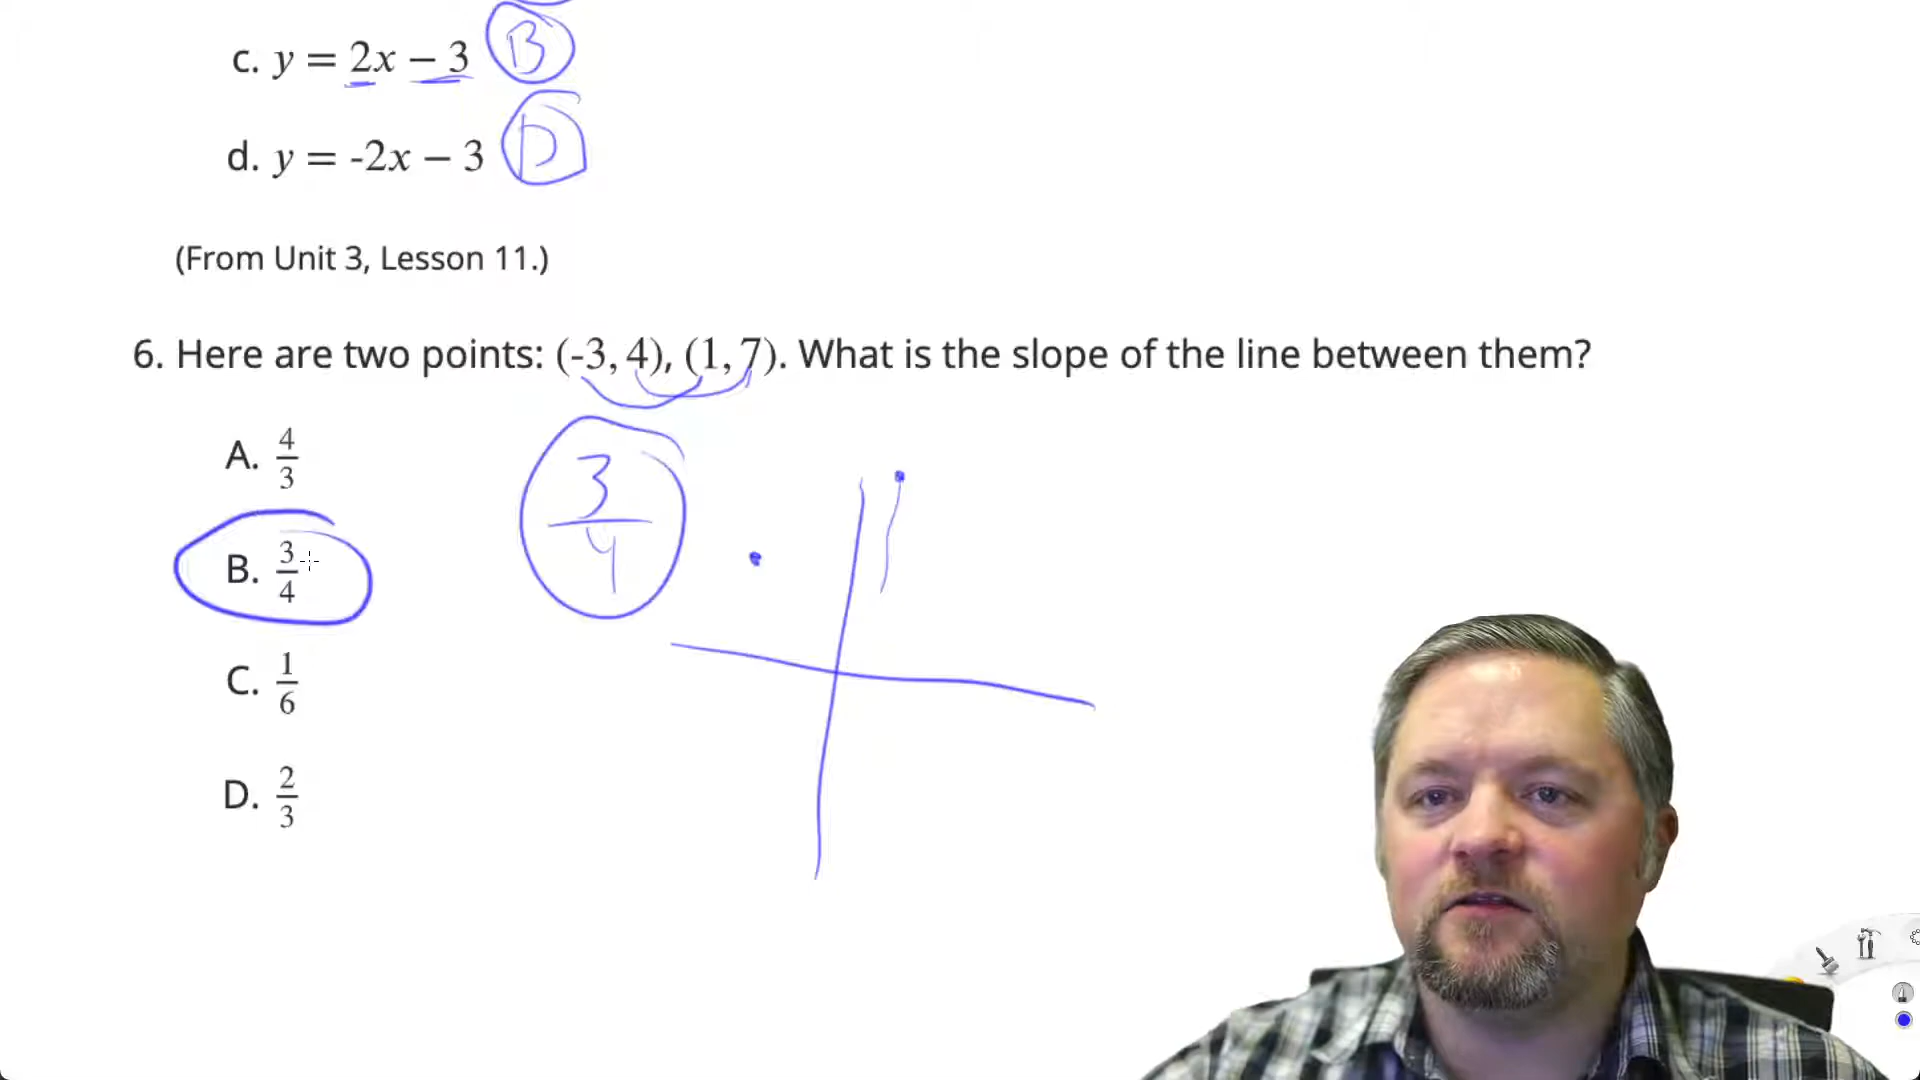 c. y = 2x − 3 B
d. y = -2x − 3 D
(From Unit 3, Lesson 11.)
6. Here are two points: (-3, 4), (1, 7). What is the slope of the line between them?
A. 4/3
3/4
B. 3/4
C. 1/6
D. 2/3